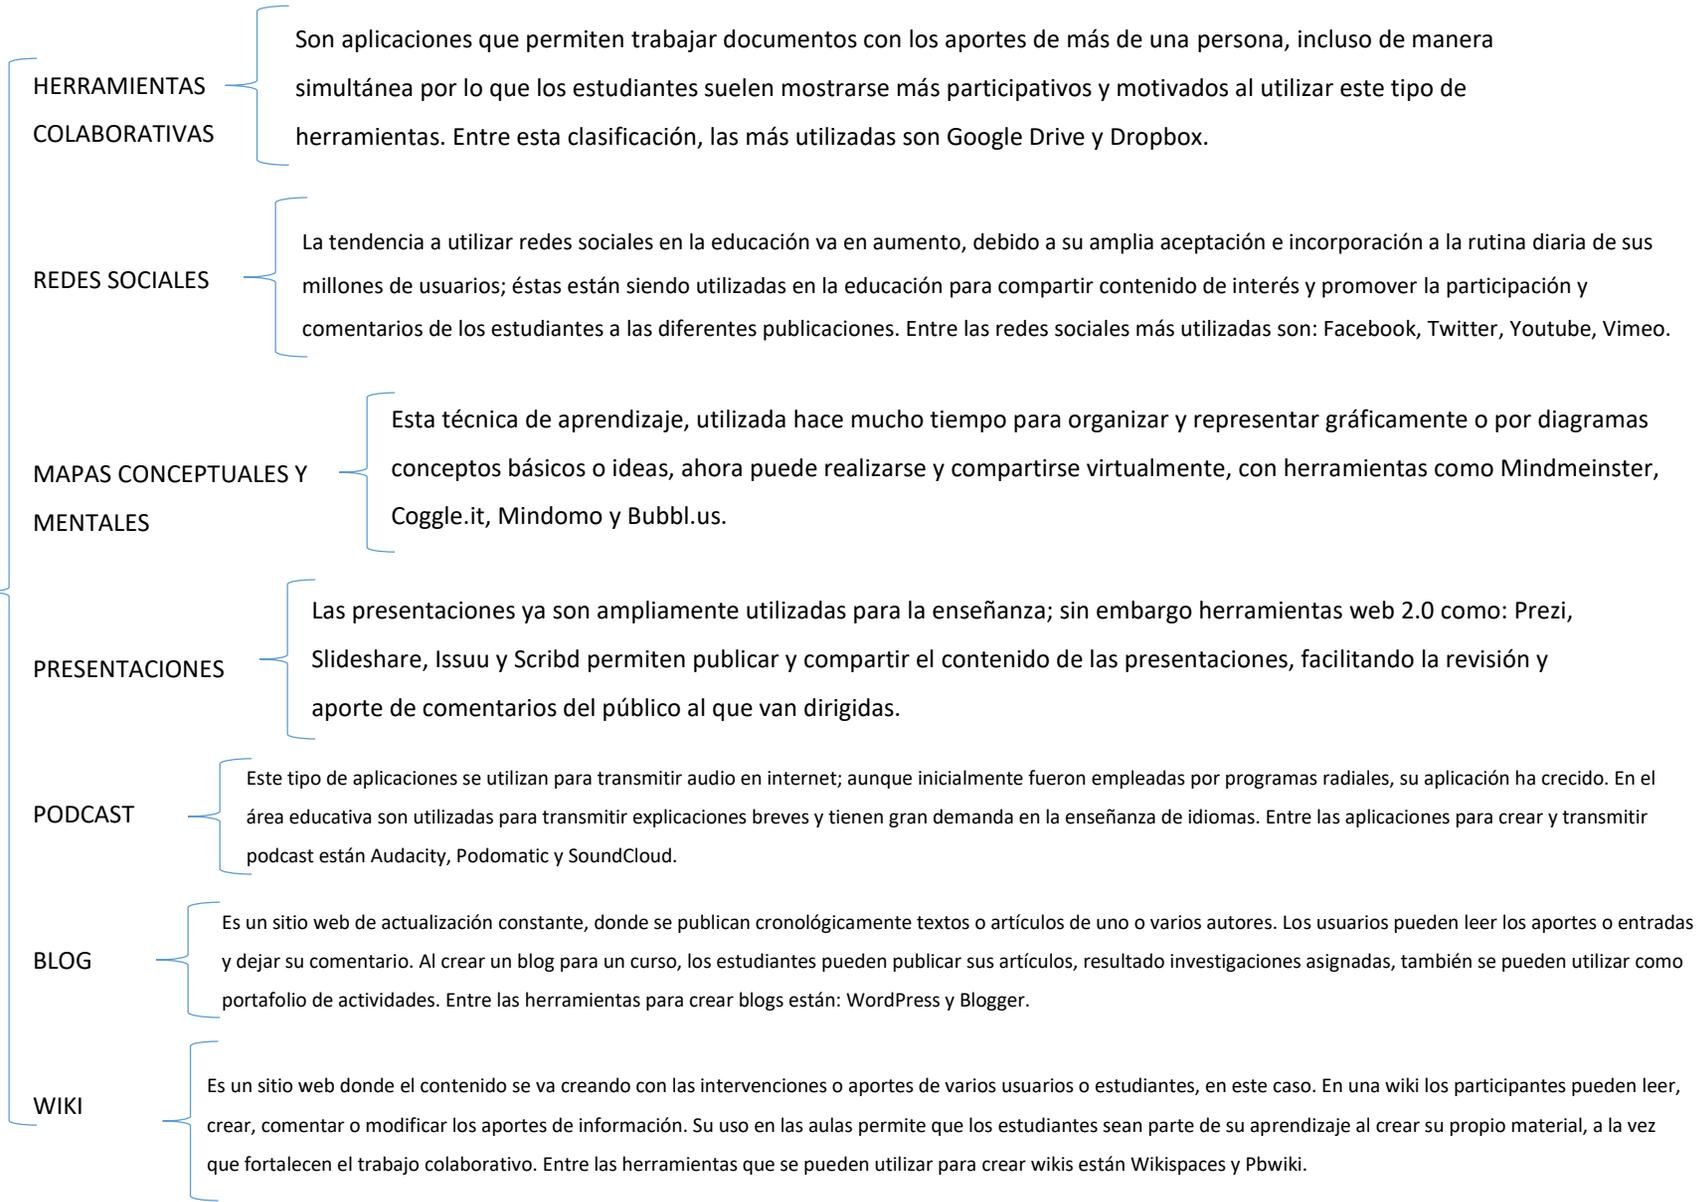 HERRAMIENTAS
COLABORATIVAS
Son aplicaciones que permiten trabajar documentos con los aportes de más de una persona, incluso de manera
simultánea por lo que los estudiantes suelen mostrarse más participativos y motivados al utilizar este tipo de
herramientas. Entre esta clasificación, las más utilizadas son Google Drive y Dropbox.
REDES SOCIALES
La tendencia a utilizar redes sociales en la educación va en aumento, debido a su amplia aceptación e incorporación a la rutina diaria de sus
millones de usuarios; éstas están siendo utilizadas en la educación para compartir contenido de interés y promover la participación y
comentarios de los estudiantes a las diferentes publicaciones. Entre las redes sociales más utilizadas son: Facebook, Twitter, Youtube, Vimeo.
MAPAS CONCEPTUALES Y
MENTALES
Esta técnica de aprendizaje, utilizada hace mucho tiempo para organizar y representar gráficamente o por diagramas
conceptos básicos o ideas, ahora puede realizarse y compartirse virtualmente, con herramientas como Mindmeinster,
Coggle.it, Mindomo y Bubbl.us.
PRESENTACIONES
Las presentaciones ya son ampliamente utilizadas para la enseñanza; sin embargo herramientas web 2.0 como: Prezi,
Slideshare, Issuu y Scribd permiten publicar y compartir el contenido de las presentaciones, facilitando la revisión y
aporte de comentarios del público al que van dirigidas.
PODCAST
Este tipo de aplicaciones se utilizan para transmitir audio en internet; aunque inicialmente fueron empleadas por programas radiales, su aplicación ha crecido. En el
área educativa son utilizadas para transmitir explicaciones breves y tienen gran demanda en la enseñanza de idiomas. Entre las aplicaciones para crear y transmitir
podcast están Audacity, Podomatic y SoundCloud.
BLOG
Es un sitio web de actualización constante, donde se publican cronológicamente textos o artículos de uno o varios autores. Los usuarios pueden leer los aportes o entradas
y dejar su comentario. Al crear un blog para un curso, los estudiantes pueden publicar sus artículos, resultado investigaciones asignadas, también se pueden utilizar como
portafolio de actividades. Entre las herramientas para crear blogs están: WordPress y Blogger.
WIKI
Es un sitio web donde el contenido se va creando con las intervenciones o aportes de varios usuarios o estudiantes, en este caso. En una wiki los participantes pueden leer,
crear, comentar o modificar los aportes de información. Su uso en las aulas permite que los estudiantes sean parte de su aprendizaje al crear su propio material, a la vez
que fortalecen el trabajo colaborativo. Entre las herramientas que se pueden utilizar para crear wikis están Wikispaces y Pbwiki.